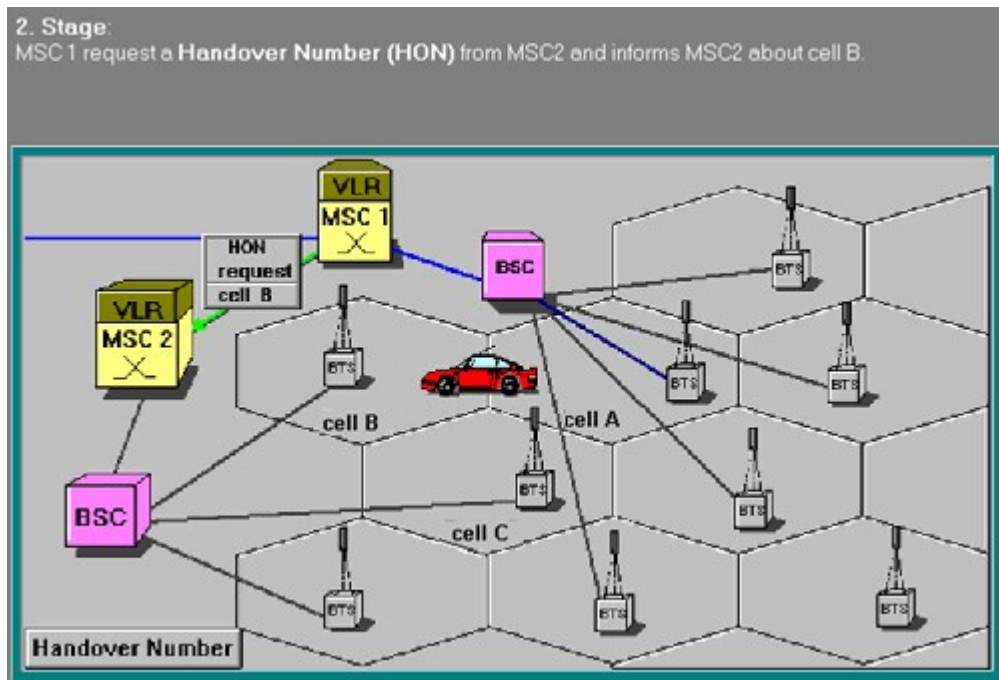 2. Stage:
MSC 1 request a Handover Number (HON) from MSC2 and informs MSC2 about cell B.
VLR
MSC 1
HON
request
cell B
BSC
BTS
VLR
MSC 2
BTS
BTS
BTS
cell B
cell A
BTS
BTS
BSC
cell C
BTS
BTS
BTS
Handover Number